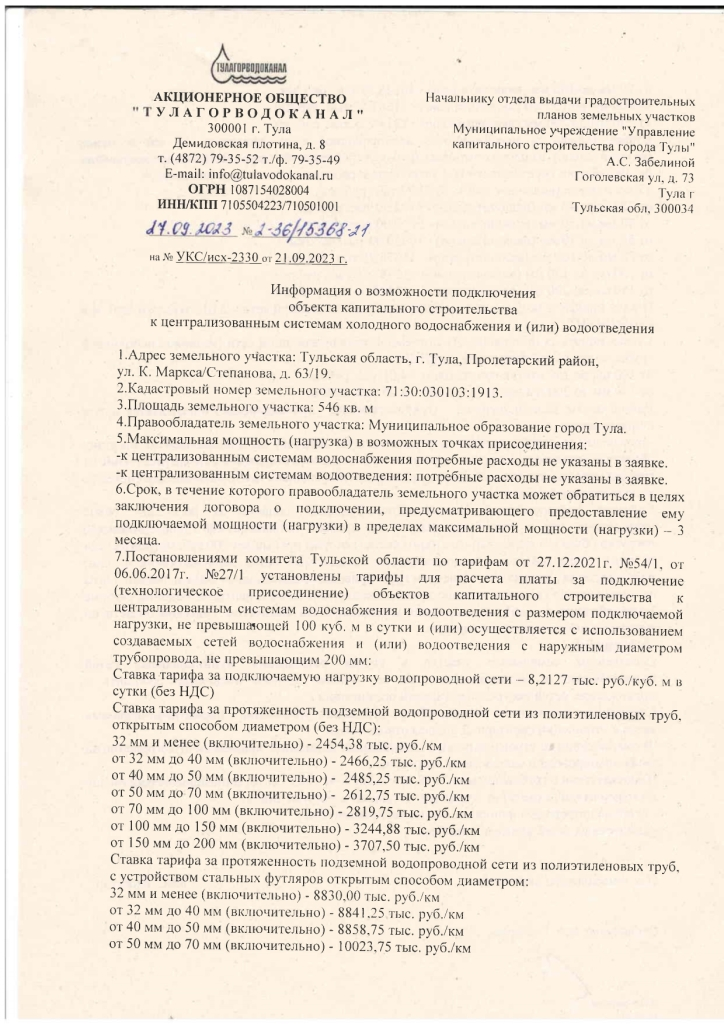 ТУЛАГОРВОДОКАНАЛ
АКЦИОНЕРНОЕ ОБЩЕСТВО
"ТУЛАГОРВОДОКАНАЛ"
300001 г. Тула
Демидовская плотина, д. 8
т. (4872) 79-35-52 т./ф. 79-35-49
E-mail: info@tulavodokanal.ru
ОГРН 1087154028004
ИНН/КПП 7105504223/710501001
27.09.2023 № 2-36/15368-21
на № УКС/исх-2330 от 21.09.2023 г.
Начальнику отдела выдачи градостроительных
планов земельных участков
Муниципальное учреждение "Управление
капитального строительства города Тулы"
А.С. Забелиной
Гоголевская ул, д. 73
Тула г
Тульская обл, 300034
Информация о возможности подключения
объекта капитального строительства
к централизованным системам холодного водоснабжения и (или) водоотведения
1.Адрес земельного участка: Тульская область, г. Тула, Пролетарский район,
ул. К. Маркса/Степанова, д. 63/19.
2.Кадастровый номер земельного участка: 71:30:030103:1913.
3.Площадь земельного участка: 546 кв. м
4.Правообладатель земельного участка: Муниципальное образование город Тула.
5.Максимальная мощность (нагрузка) в возможных точках присоединения:
-к централизованным системам водоснабжения потребные расходы не указаны в заявке.
-к централизованным системам водоотведения: потребные расходы не указаны в заявке.
6.Срок, в течение которого правообладатель земельного участка может обратиться в целях
заключения договора о подключении, предусматривающего предоставление ему
подключаемой мощности (нагрузки) в пределах максимальной мощности (нагрузки) – 3
месяца.
7.Постановлениями комитета Тульской области по тарифам от 27.12.2021г. №54/1, от
06.06.2017г. №27/1 установлены тарифы для расчета платы за подключение
(технологическое присоединение) объектов капитального строительства к
централизованным системам водоснабжения и водоотведения с размером подключаемой
нагрузки, не превышающей 100 куб. м в сутки и (или) осуществляется с использованием
создаваемых сетей водоснабжения и (или) водоотведения с наружным диаметром
трубопровода, не превышающим 200 мм:
Ставка тарифа за подключаемую нагрузку водопроводной сети – 8,2127 тыс. руб./куб. м в
сутки (без НДС)
Ставка тарифа за протяженность подземной водопроводной сети из полиэтиленовых труб,
открытым способом диаметром (без НДС):
32 мм и менее (включительно) - 2454,38 тыс. руб./км
от 32 мм до 40 мм (включительно) - 2466,25 тыс. руб./км
от 40 мм до 50 мм (включительно) - 2485,25 тыс. руб./км
от 50 мм до 70 мм (включительно) - 2612,75 тыс. руб./км
от 70 мм до 100 мм (включительно) - 2819,75 тыс. руб./км
от 100 мм до 150 мм (включительно) - 3244,88 тыс. руб./км
от 150 мм до 200 мм (включительно) - 3707,50 тыс. руб./км
Ставка тарифа за протяженность подземной водопроводной сети из полиэтиленовых труб,
с устройством стальных футляров открытым способом диаметром:
32 мм и менее (включительно) - 8830,00 тыс. руб./км
от 32 мм до 40 мм (включительно) - 8841,25 тыс. руб./км
от 40 мм до 50 мм (включительно) - 8858,75 тыс. руб./км
от 50 мм до 70 мм (включительно) - 10023,75 тыс. руб./км